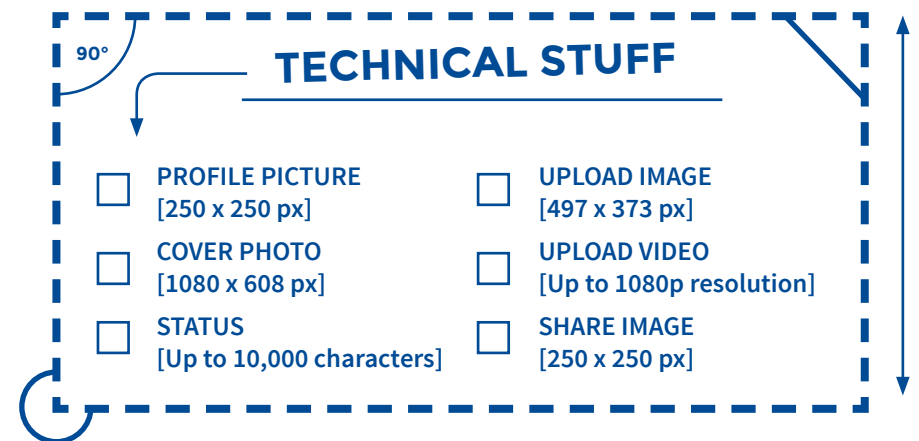 90°
TECHNICAL STUFF
PROFILE PICTURE
[250 x 250 px]
COVER PHOTO
[1080 x 608 px]
STATUS
[Up to 10,000 characters]
UPLOAD IMAGE
[497 x 373 px]
UPLOAD VIDEO
[Up to 1080p resolution]
SHARE IMAGE
[250 x 250 px]